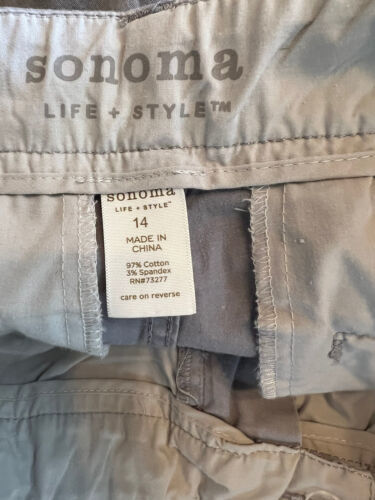 sonoma
LIFE + STYLE™
sonoma
LIFE + STYLE™
14
MADE IN
CHINA
97% Cotton
3% Spandex
RN#73277
care on reverse